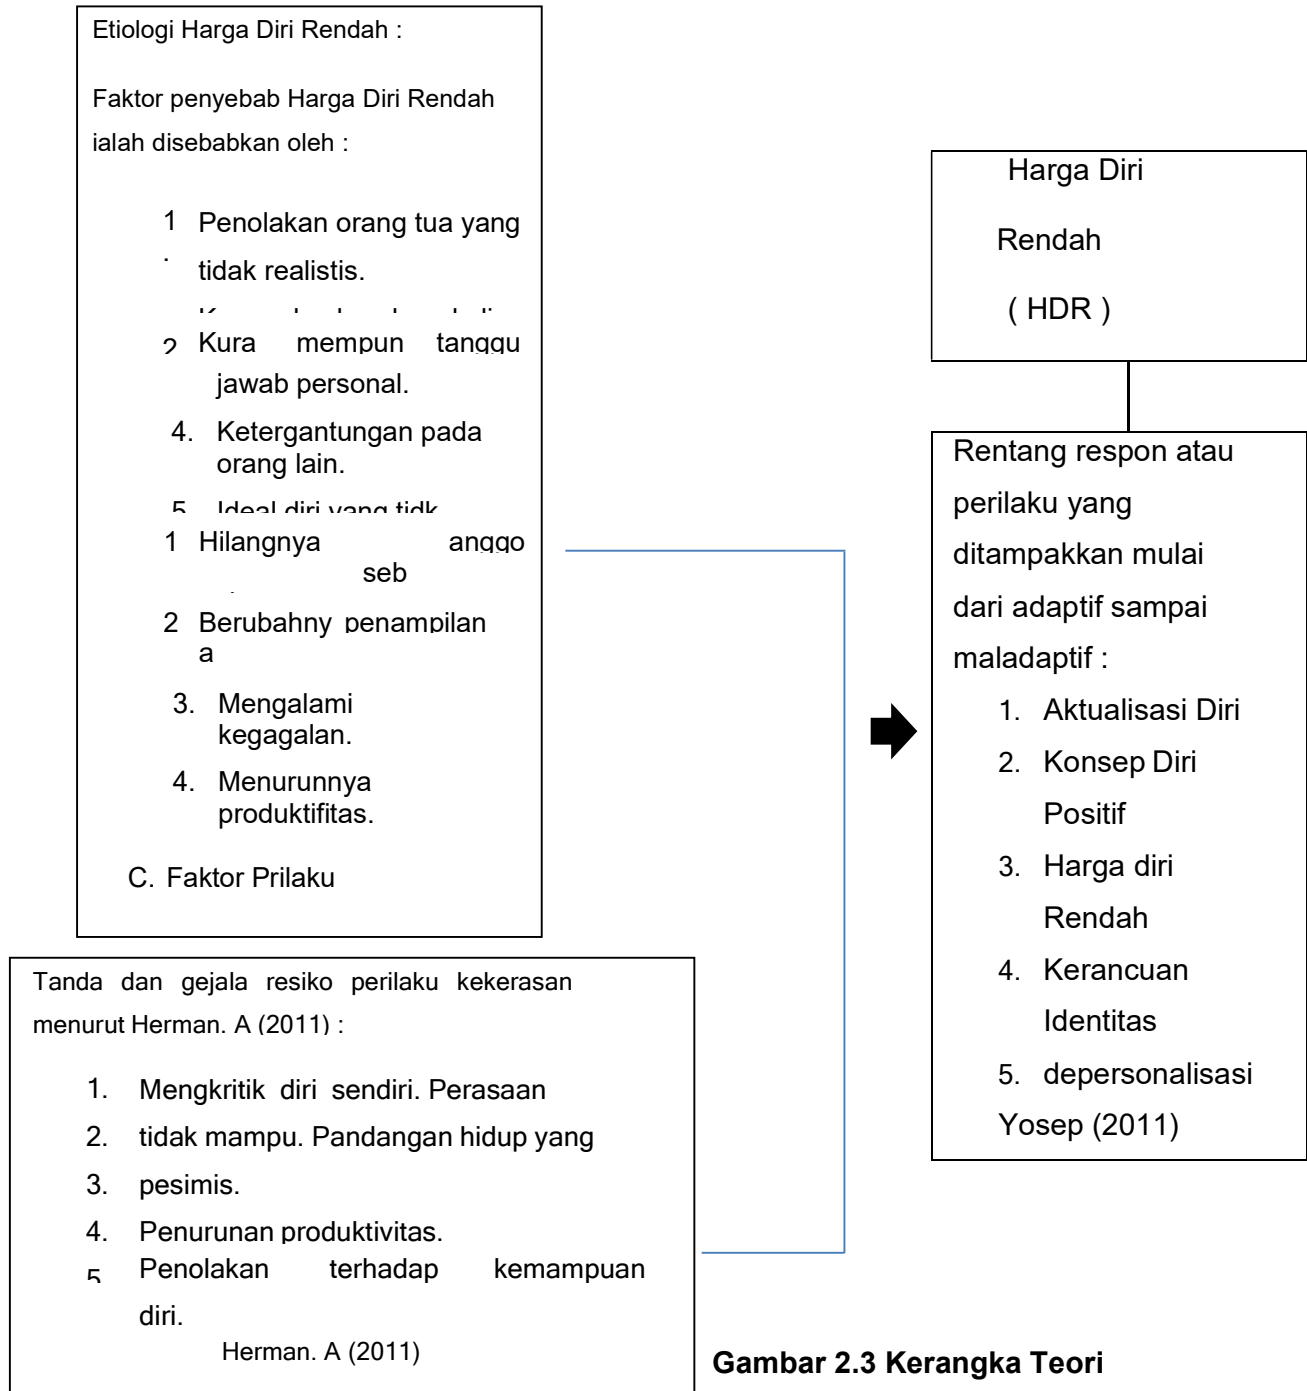 Etiologi Harga Diri Rendah :
Faktor penyebab Harga Diri Rendah
ialah disebabkan oleh :
1 Penolakan orang tua yang
. tidak realistis.
2 Kura mempun tanggu
jawab personal.
4. Ketergantungan pada
orang lain.
5 Ideal diri yang tidk
1 Hilangnya anggo
seb
2 Berubahny penampilan
a
3. Mengalami
kegagalan.
4. Menurunnya
produktifitas.
C. Faktor Prilaku
Tanda dan gejala resiko perilaku kekerasan
menurut Herman. A (2011) :
1. Mengkritik diri sendiri. Perasaan
2. tidak mampu. Pandangan hidup yang
3. pesimis.
4. Penurunan produktivitas.
5 Penolakan terhadap kemampuan
diri.
Herman. A (2011)
Harga Diri
Rendah
( HDR )
Rentang respon atau
perilaku yang
ditampakkan mulai
dari adaptif sampai
maladaptif :
1. Aktualisasi Diri
2. Konsep Diri
Positif
3. Harga diri
Rendah
4. Kerancuan
Identitas
5. depersonalisasi
Yosep (2011)
Gambar 2.3 Kerangka Teori